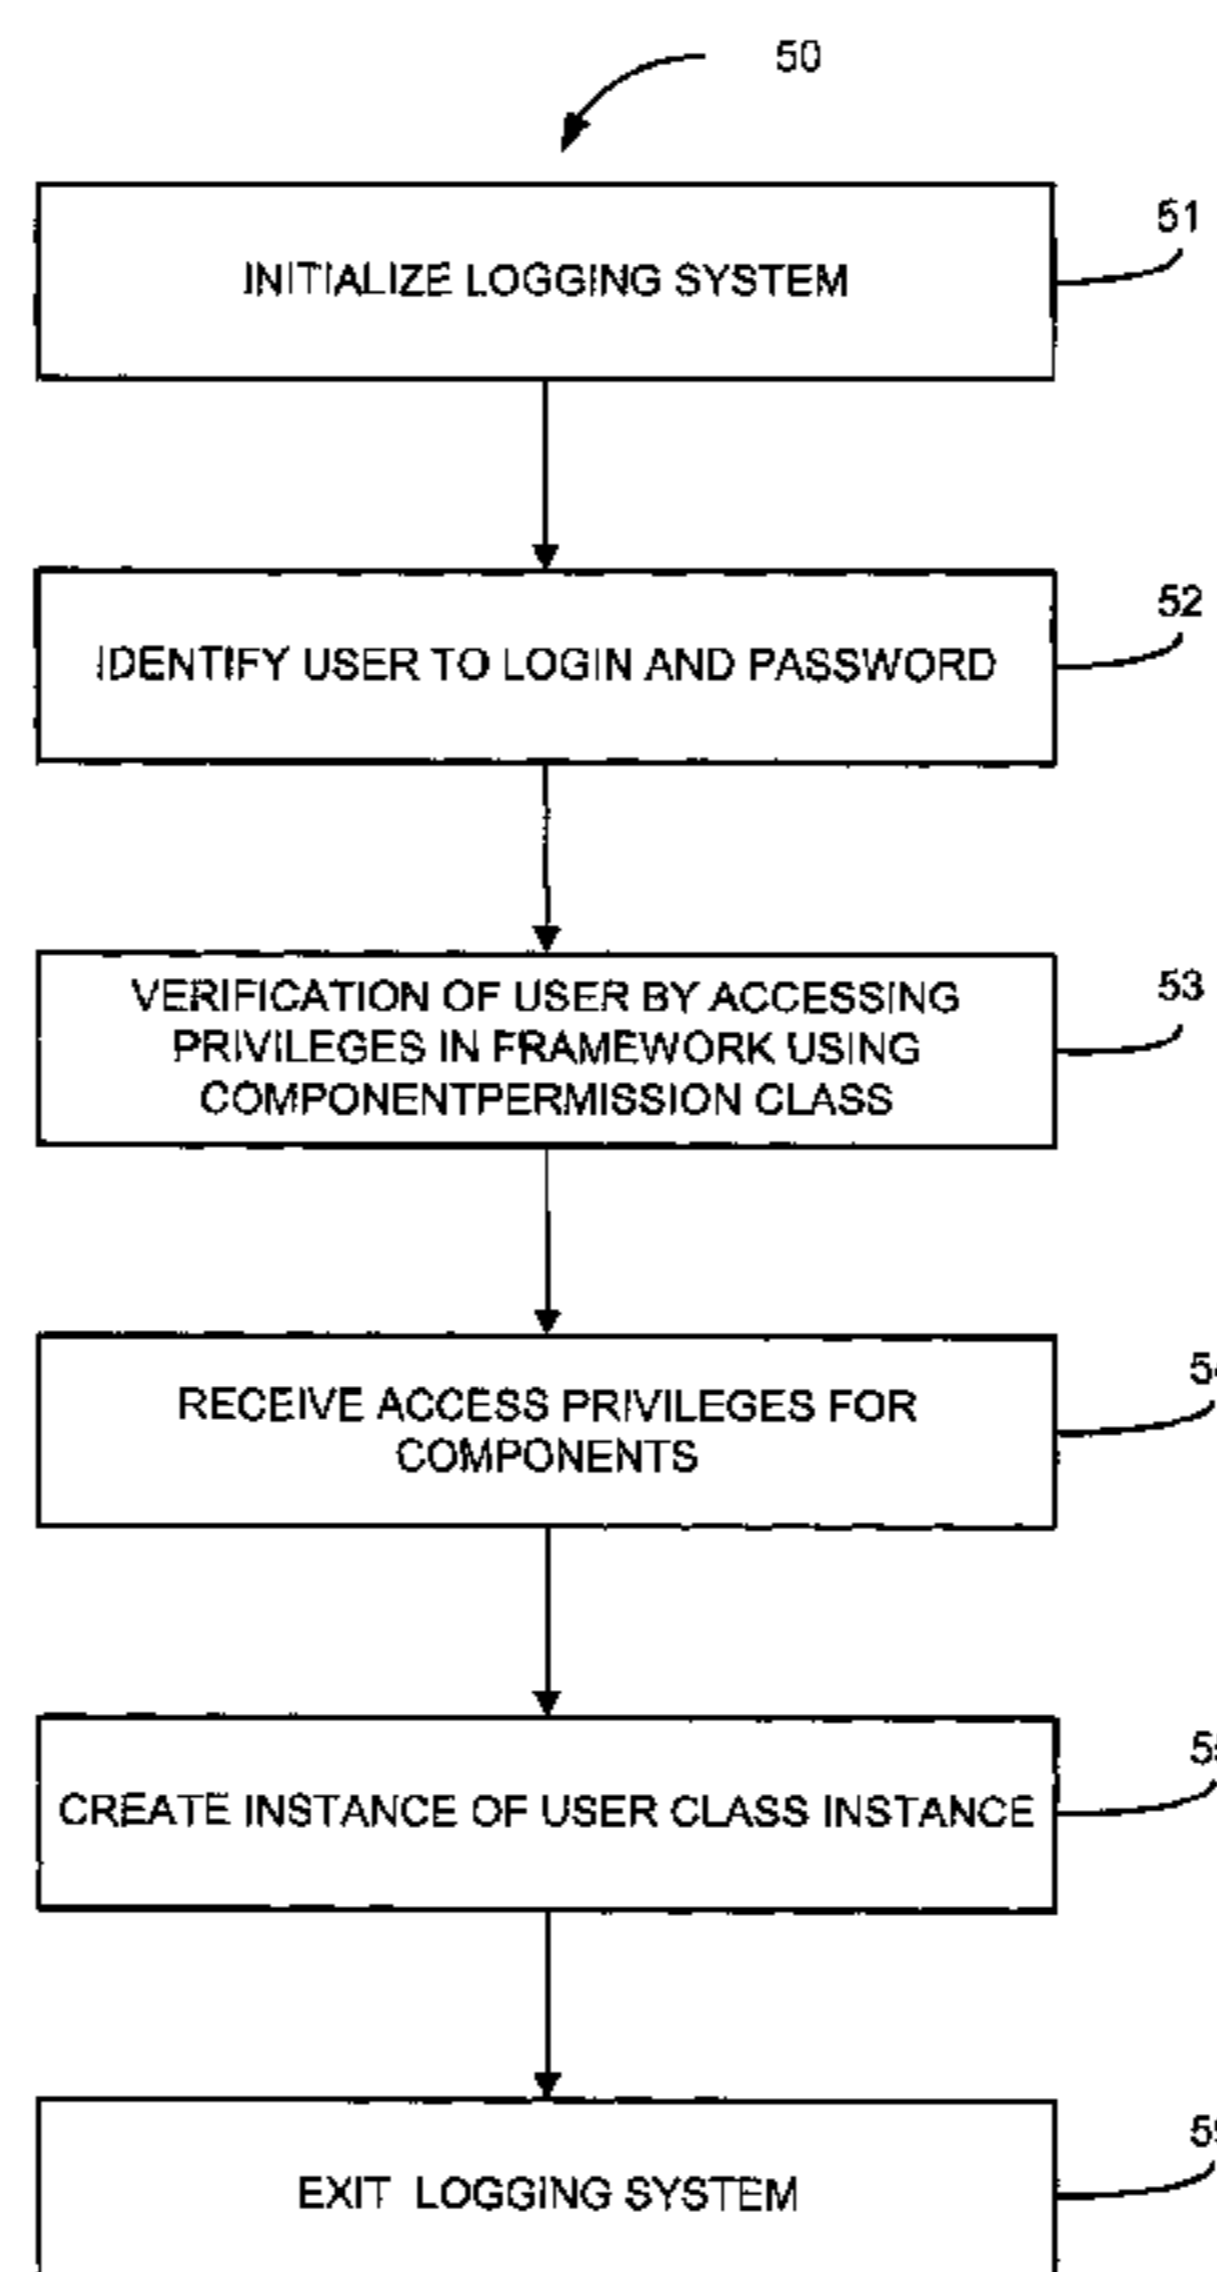 50
INITIALIZE LOGGING SYSTEM
51
IDENTIFY USER TO LOGIN AND PASSWORD
52
VERIFICATION OF USER BY ACCESSING
PRIVILEGES IN FRAMEWORK USING
COMPONENTPERMISSION CLASS
53
RECEIVE ACCESS PRIVILEGES FOR
COMPONENTS
CREATE INSTANCE OF USER CLASS INSTANCE
EXIT LOGGING SYSTEM